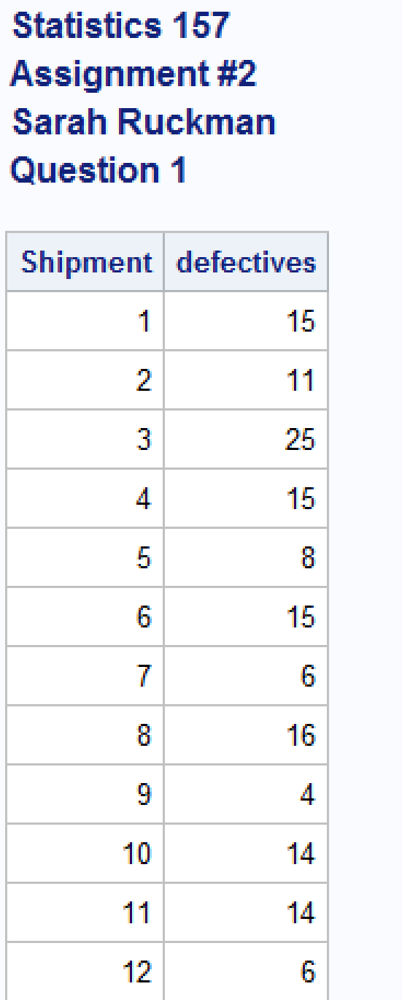 Statistics 157
Assignment #2
Sarah Ruckman
Question 1
Shipment defectives
1 15
2 11
3 25
4 15
5 8
6 15
7 6
8 16
9 4
10 14
11 14
12 6